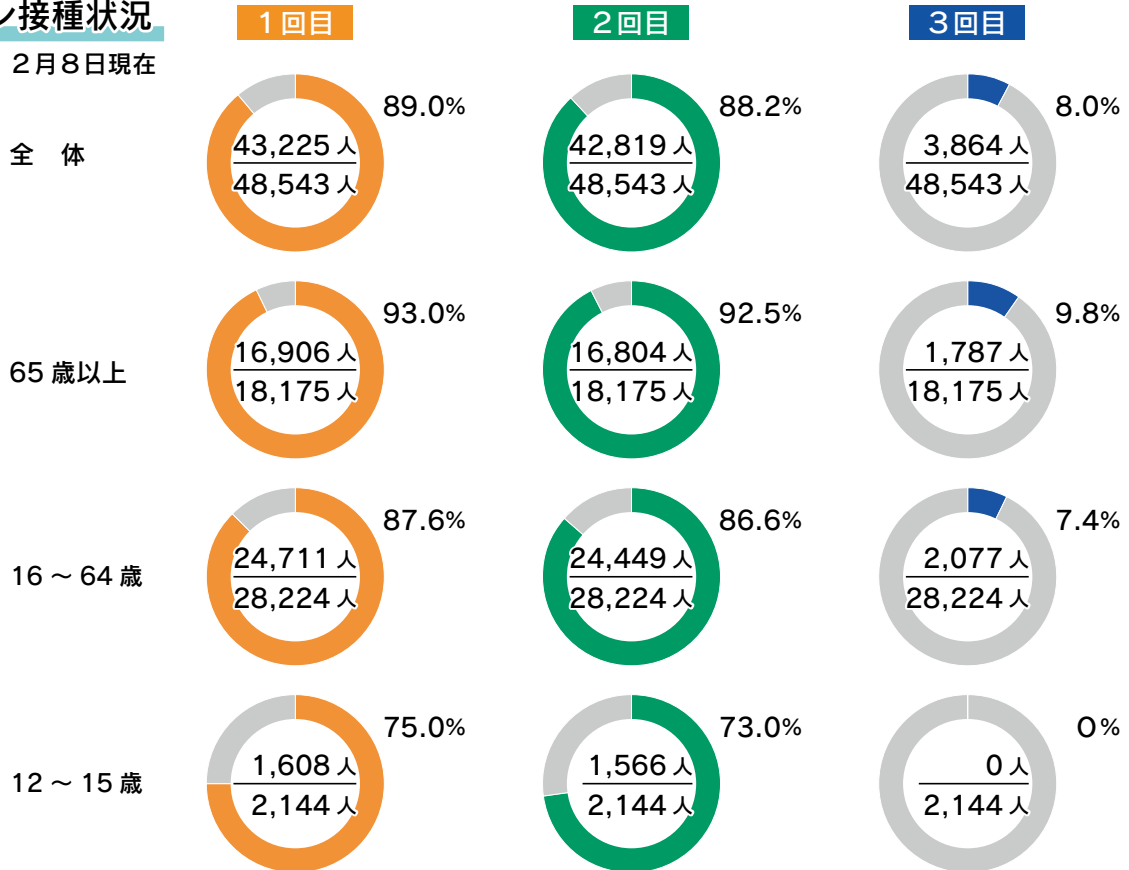 ン接種状況
2月8日現在
1回目
2回目
3回目
全 体
89.0%
43,225人
48,543人
88.2%
42,819人
48,543人
8.0%
3,864人
48,543人
65歳以上
93.0%
16,906人
18,175人
92.5%
16,804人
18,175人
9.8%
1,787人
18,175人
16〜64歳
87.6%
24,711人
28,224人
86.6%
24,449人
28,224人
7.4%
2,077人
28,224人
12〜15歳
75.0%
1,608人
2,144人
73.0%
1,566人
2,144人
0%
0人
2,144人